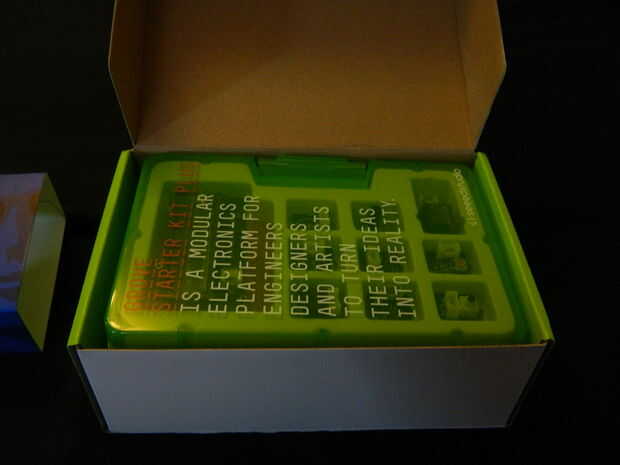 GROVE
STARTER KIT PLUS
IS A MODULAR
ELECTRONICS
PLATFORM FOR
ENGINEERS
DESIGNERS
AND ARTISTS
TO TURN
THEIR IDEAS
INTO REALITY.
seeedstudio